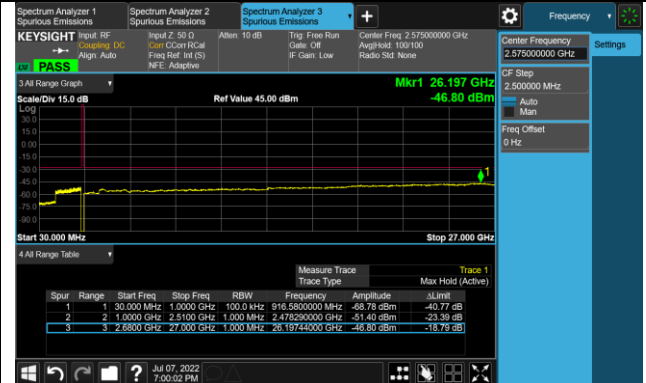 Spectrum Analyzer 1
Spurious Emissions
Spectrum Analyzer 2
Spurious Emissions
Spectrum Analyzer 3
Spurious Emissions
Frequency
KEYSIGHT
Input: RF
Coupling: DC
Align: Auto
Input Z: 50 Ω
Corr CCorr RCal
Freq Ref: Int (S)
NFE: Adaptive
Atten: 10 dB
Trig: Free Run
Gate: Off
IF Gain: Low
Center Freq: 2.575000000 GHz
Avg|Hold: 100/100
Radio Std: None
PASS
Center Frequency
2.575000000 GHz
Settings
CF Step
2.500000 MHz
Auto
Man
Freq Offset
0 Hz
3 All Range Graph
Mkr1 26.197 GHz
Scale/Div 15.0 dB
Ref Value 45.00 dBm
-46.80 dBm
Log
30.0
15.0
0.00
-15.0
-30.0
-45.0
-60.0
-75.0
-90.0
1
Start 30.000 MHz
Stop 27.000 GHz
4 All Range Table
Measure Trace Trace 1
Trace Type Max Hold (Active)
Spur Range Start Freq Stop Freq RBW Frequency Amplitude ΔLimit
1 1 30.000 MHz 1.0000 GHz 100.0 kHz 916.5800000 MHz -68.78 dBm -40.77 dB
2 2 1.0000 GHz 2.5100 GHz 1.000 MHz 2.478290000 GHz -51.40 dBm -23.39 dB
3 3 2.6800 GHz 27.000 GHz 1.000 MHz 26.19744000 GHz -46.80 dBm -18.79 dB
Jul 07, 2022
7:00:02 PM